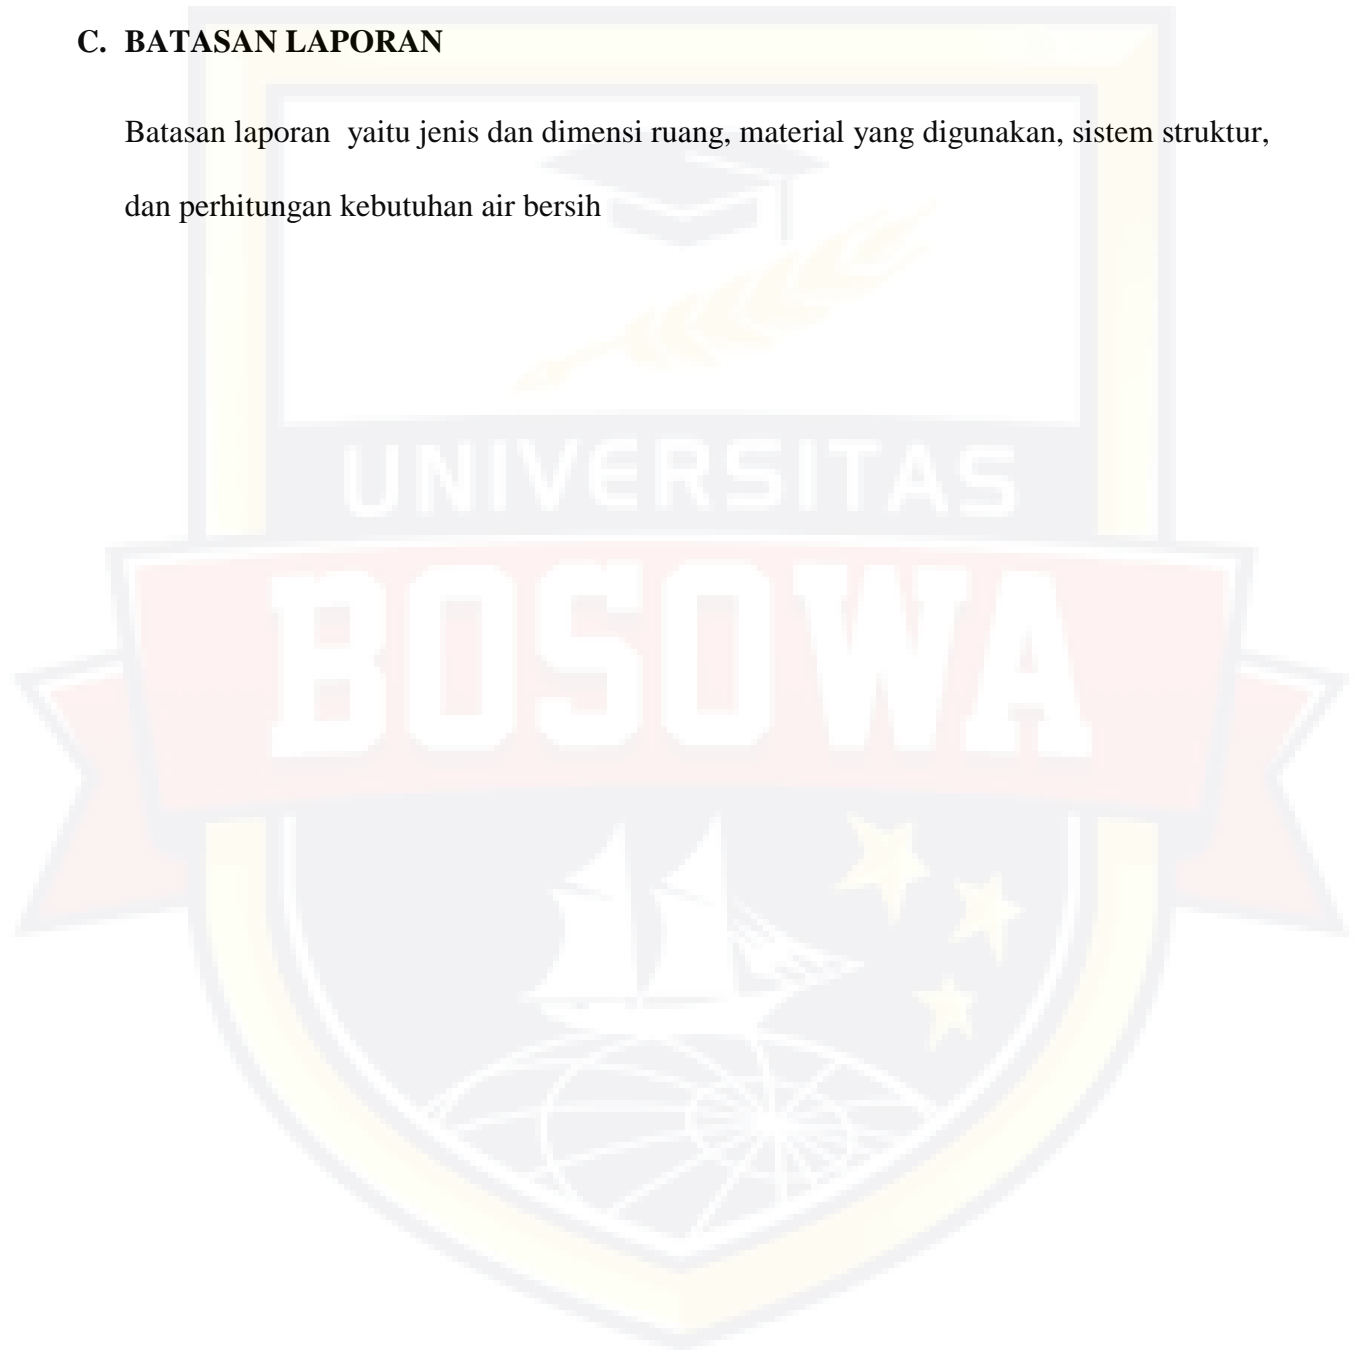 C. BATASAN LAPORAN
Batasan laporan yaitu jenis dan dimensi ruang, material yang digunakan, sistem struktur,
dan perhitungan kebutuhan air bersih
UNIVERSITAS
BOSOWA